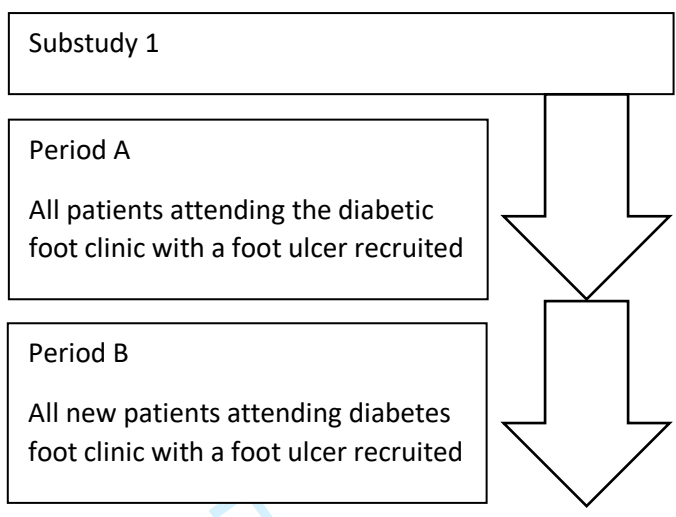 Substudy 1
Period A
All patients attending the diabetic
foot clinic with a foot ulcer recruited
Period B
All new patients attending diabetes
foot clinic with a foot ulcer recruited